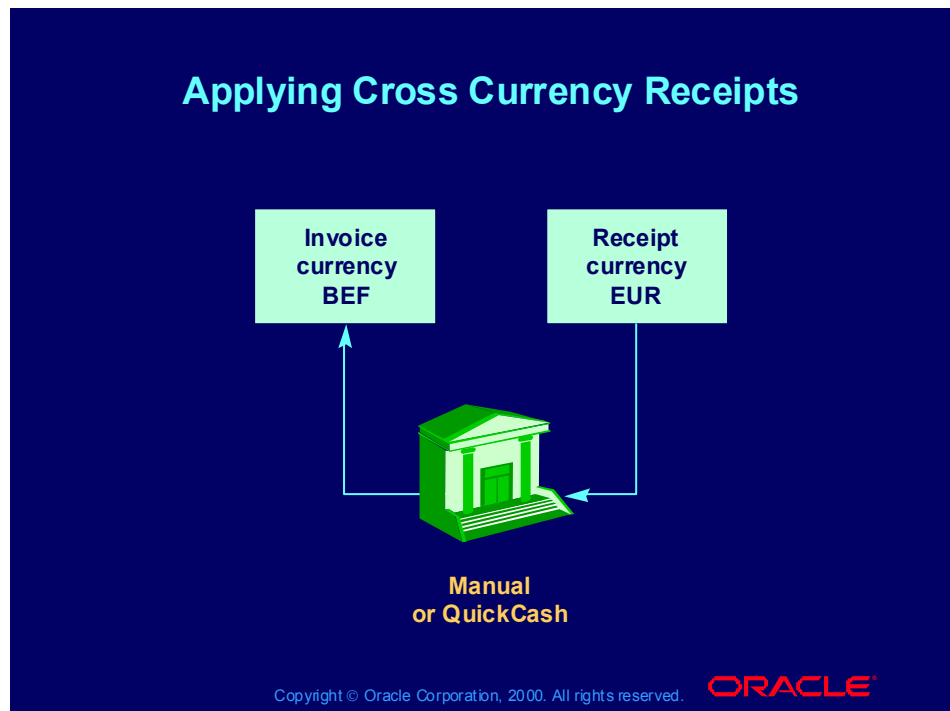 Applying Cross Currency Receipts
Invoice
currency
BEF
Receipt
currency
EUR
Manual
or QuickCash
Copyright © Oracle Corporation, 2000. All rights reserved.
ORACLE®